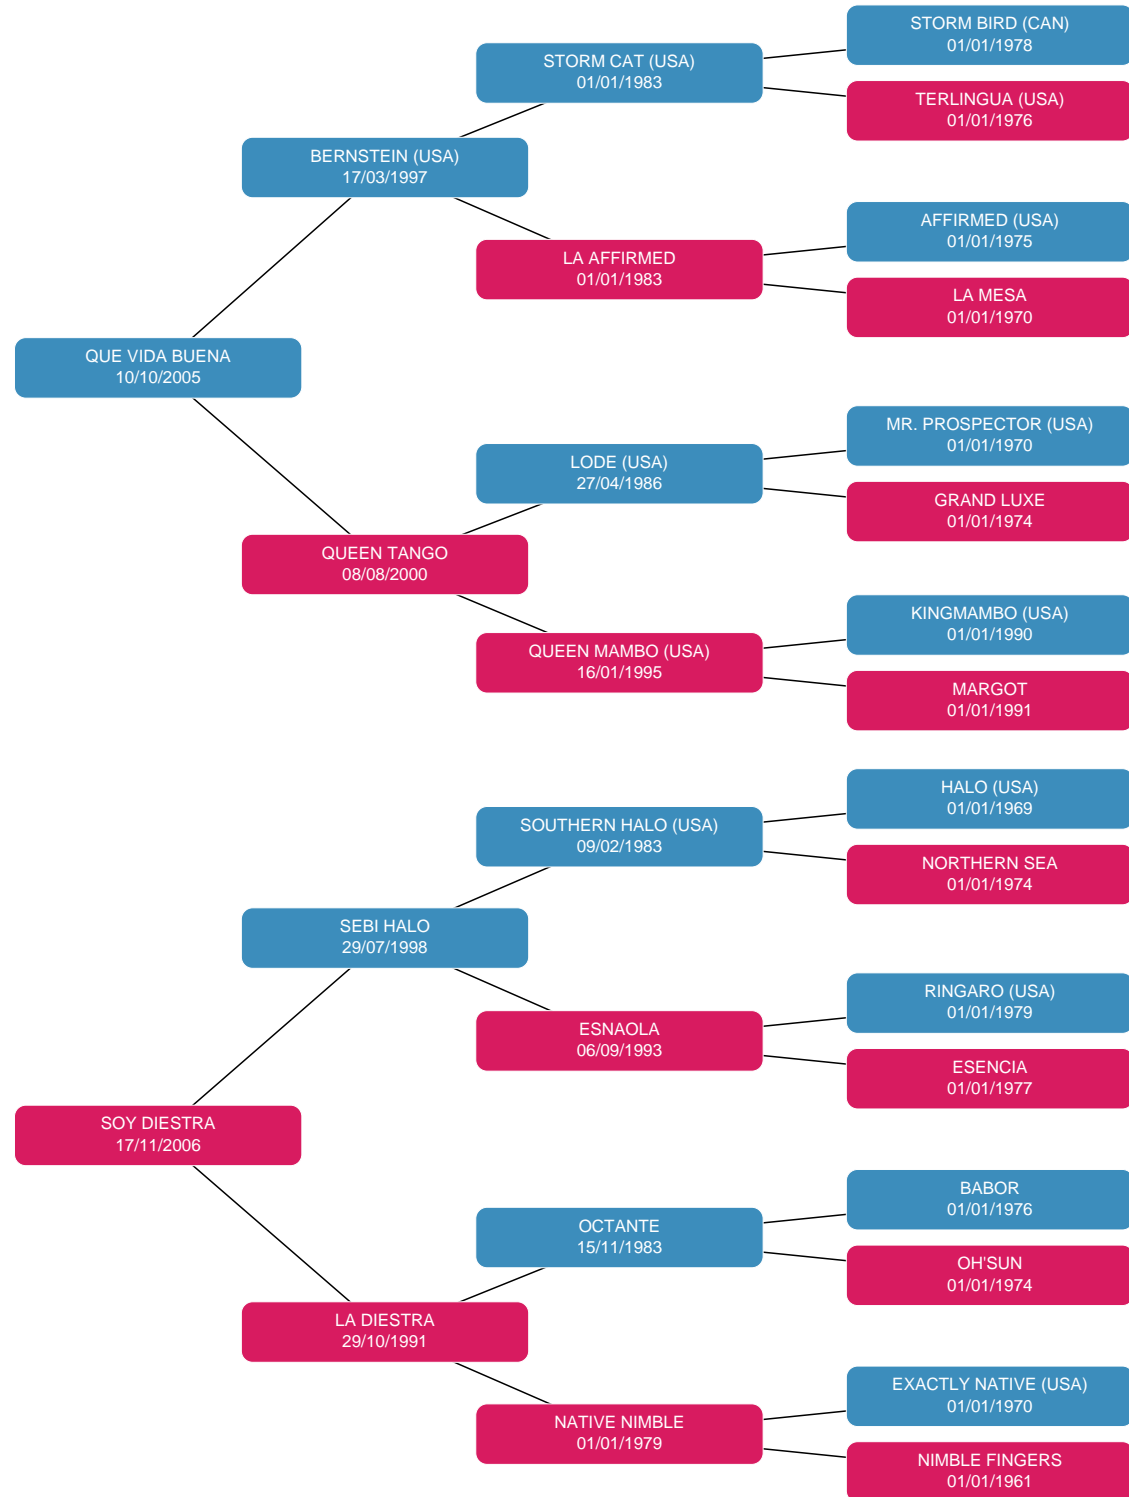 STORM BIRD (CAN)
01/01/1978
STORM CAT (USA)
01/01/1983
TERLINGUA (USA)
01/01/1976
BERNSTEIN (USA)
17/03/1997
AFFIRMED (USA)
01/01/1975
LA AFFIRMED
01/01/1983
LA MESA
01/01/1970
QUE VIDA BUENA
10/10/2005
MR. PROSPECTOR (USA)
01/01/1970
LODE (USA)
27/04/1986
GRAND LUXE
01/01/1974
QUEEN TANGO
08/08/2000
KINGMAMBO (USA)
01/01/1990
QUEEN MAMBO (USA)
16/01/1995
MARGOT
01/01/1991
HALO (USA)
01/01/1969
SOUTHERN HALO (USA)
09/02/1983
NORTHERN SEA
01/01/1974
SEBI HALO
29/07/1998
RINGARO (USA)
01/01/1979
ESNAOLA
06/09/1993
ESENCIA
01/01/1977
SOY DIESTRA
17/11/2006
BABOR
01/01/1976
OCTANTE
15/11/1983
OH'SUN
01/01/1974
LA DIESTRA
29/10/1991
EXACTLY NATIVE (USA)
01/01/1970
NATIVE NIMBLE
01/01/1979
NIMBLE FINGERS
01/01/1961